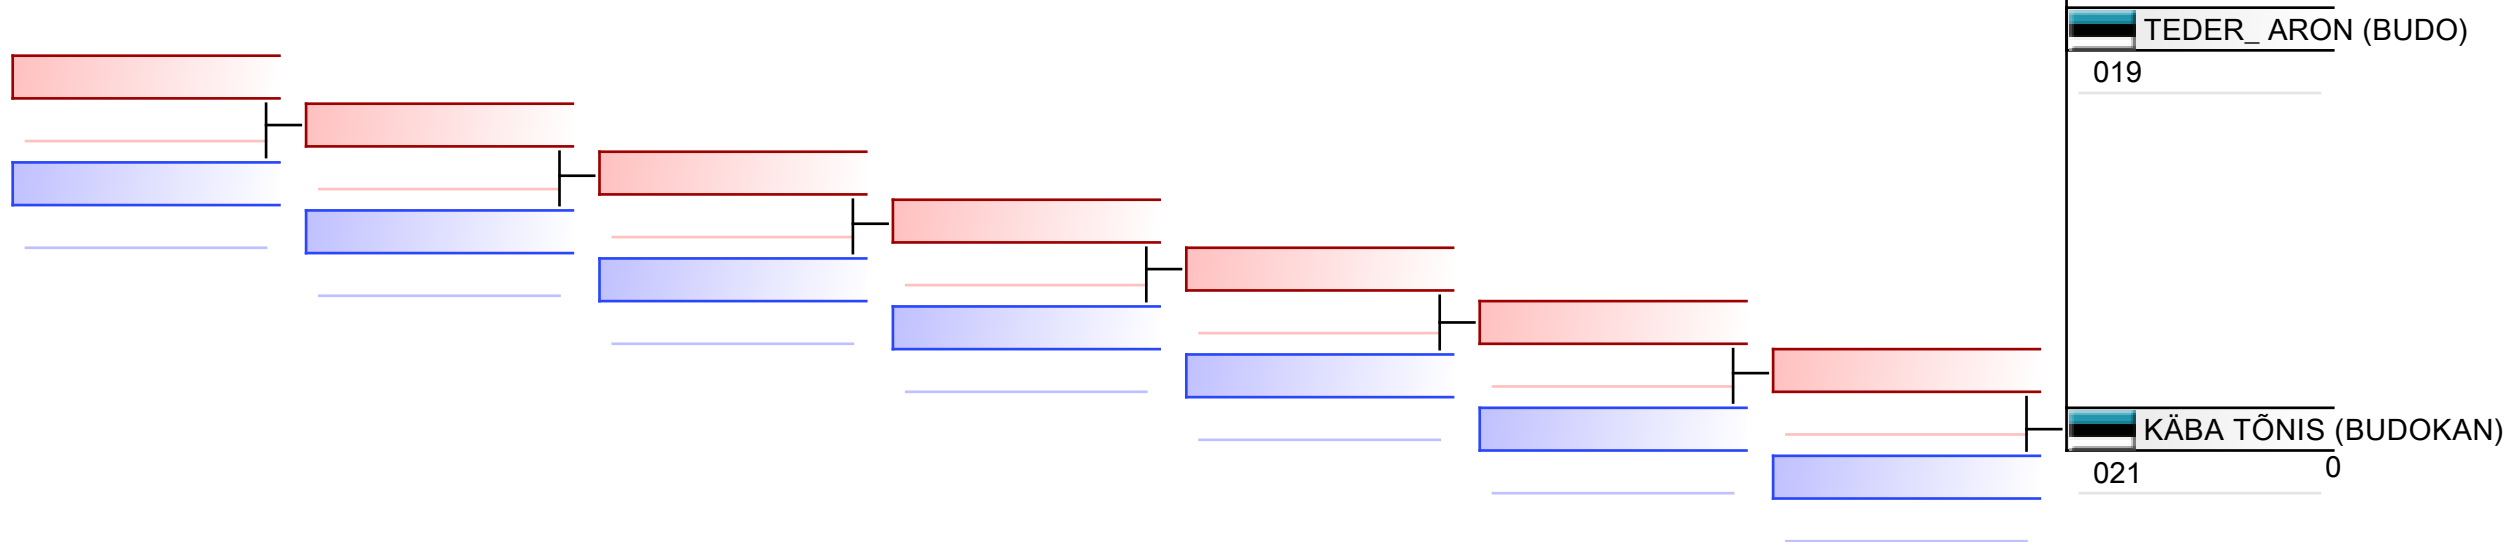 TEDER_ ARON (BUDO)
019
KÄBA TÕNIS (BUDOKAN)
021
0